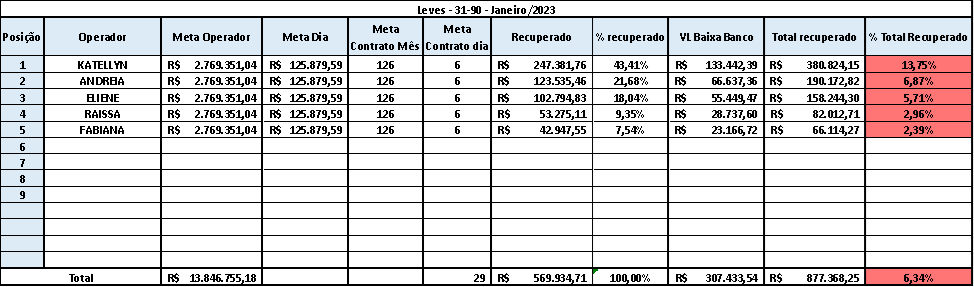 Leves - 31-90 - Janeiro /2023
Posição Operador Meta Operador Meta Dia Meta Contrato Mês Meta Contrato dia Recuperado % recuperado VL Baixa Banco Total recuperado % Total Recuperado
1 KATELLYN R$ 2.769.351,04 R$ 125.879,59 126 6 R$ 247.381,76 43,41% R$ 133.442,39 R$ 380.824,15 13,75%
2 ANDREIA R$ 2.769.351,04 R$ 125.879,59 126 6 R$ 123.535,46 21,68% R$ 66.637,36 R$ 190.172,82 6,87%
3 ELIENE R$ 2.769.351,04 R$ 125.879,59 126 6 R$ 102.794,83 18,04% R$ 55.449,47 R$ 158.244,30 5,71%
4 RAISSA R$ 2.769.351,04 R$ 125.879,59 126 6 R$ 53.275,11 9,35% R$ 28.737,60 R$ 82.012,71 2,96%
5 FABIANA R$ 2.769.351,04 R$ 125.879,59 126 6 R$ 42.947,55 7,54% R$ 23.166,72 R$ 66.114,27 2,39%
6
7
8
9
Total R$ 13.846.755,18 29 R$ 569.934,71 100,00% R$ 307.433,54 R$ 877.368,25 6,34%